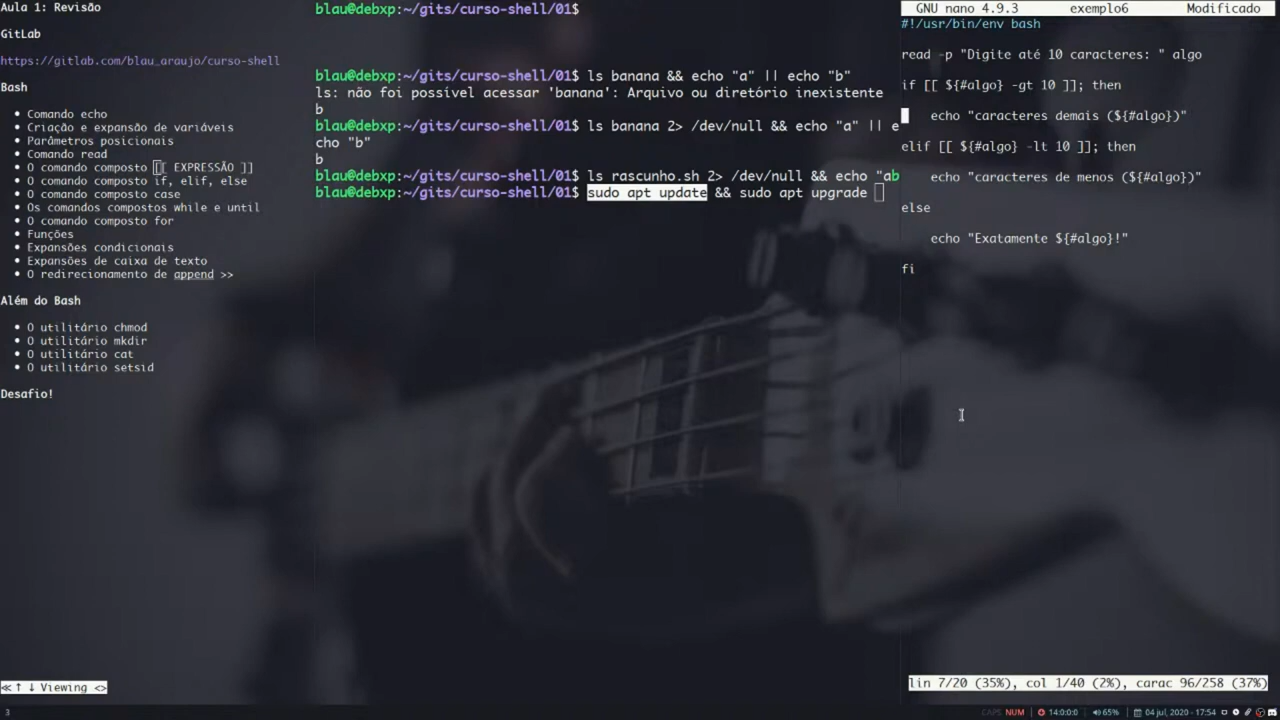 Aula 1: Revisão
GitLab
https://gitlab.com/blau_araujo/curso-shell
Bash
• Comando echo
• Criação e expansão de variáveis
• Parâmetros posicionais
• Comando read
• O comando composto [[ EXPRESSÃO ]]
• O comando composto if, elif, else
• O comando composto case
• Os comandos compostos while e until
• O comando composto for
• Funções
• Expansões condicionais
• Expansões de caixa de texto
• O redirecionamento de append >>
Além do Bash
• O utilitário chmod
• O utilitário mkdir
• O utilitário cat
• O utilitário setsid
Desafio!
≪↑ ↓ Viewing <>
blau@debxp:~/gits/curso-shell/01$
blau@debxp:~/gits/curso-shell/01$ ls banana && echo "a" || echo "b"
ls: não foi possível acessar 'banana': Arquivo ou diretório inexistente
b
blau@debxp:~/gits/curso-shell/01$ ls banana 2> /dev/null && echo "a" || e
cho "b"
b
blau@debxp:~/gits/curso-shell/01$ ls rascunho.sh 2> /dev/null && echo "ab
blau@debxp:~/gits/curso-shell/01$ sudo apt update && sudo apt upgrade
GNU nano 4.9.3 exemplo6 Modificado
#!/usr/bin/env bash
read -p "Digite até 10 caracteres: " algo
if [[ ${#algo} -gt 10 ]]; then
echo "caracteres demais (${#algo})"
elif [[ ${#algo} -lt 10 ]]; then
echo "caracteres de menos (${#algo})"
else
echo "Exatamente ${#algo}!"
fi
lin 7/20 (35%), col 1/40 (2%), carac 96/258 (37%)
3
CAPS NUM 14:0:0:0 65% 04 jul, 2020 - 17:54